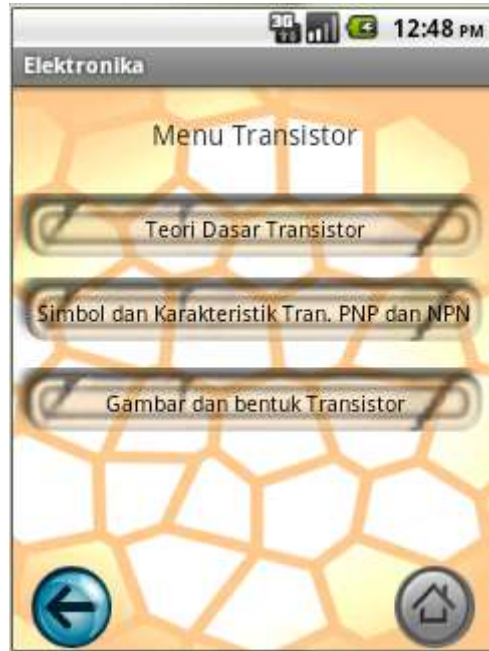 3G
12:48 PM
Elektronika
Menu Transistor
Teori Dasar Transistor
Simbol dan Karakteristik Tran. PNP dan NPN
Gambar dan bentuk Transistor